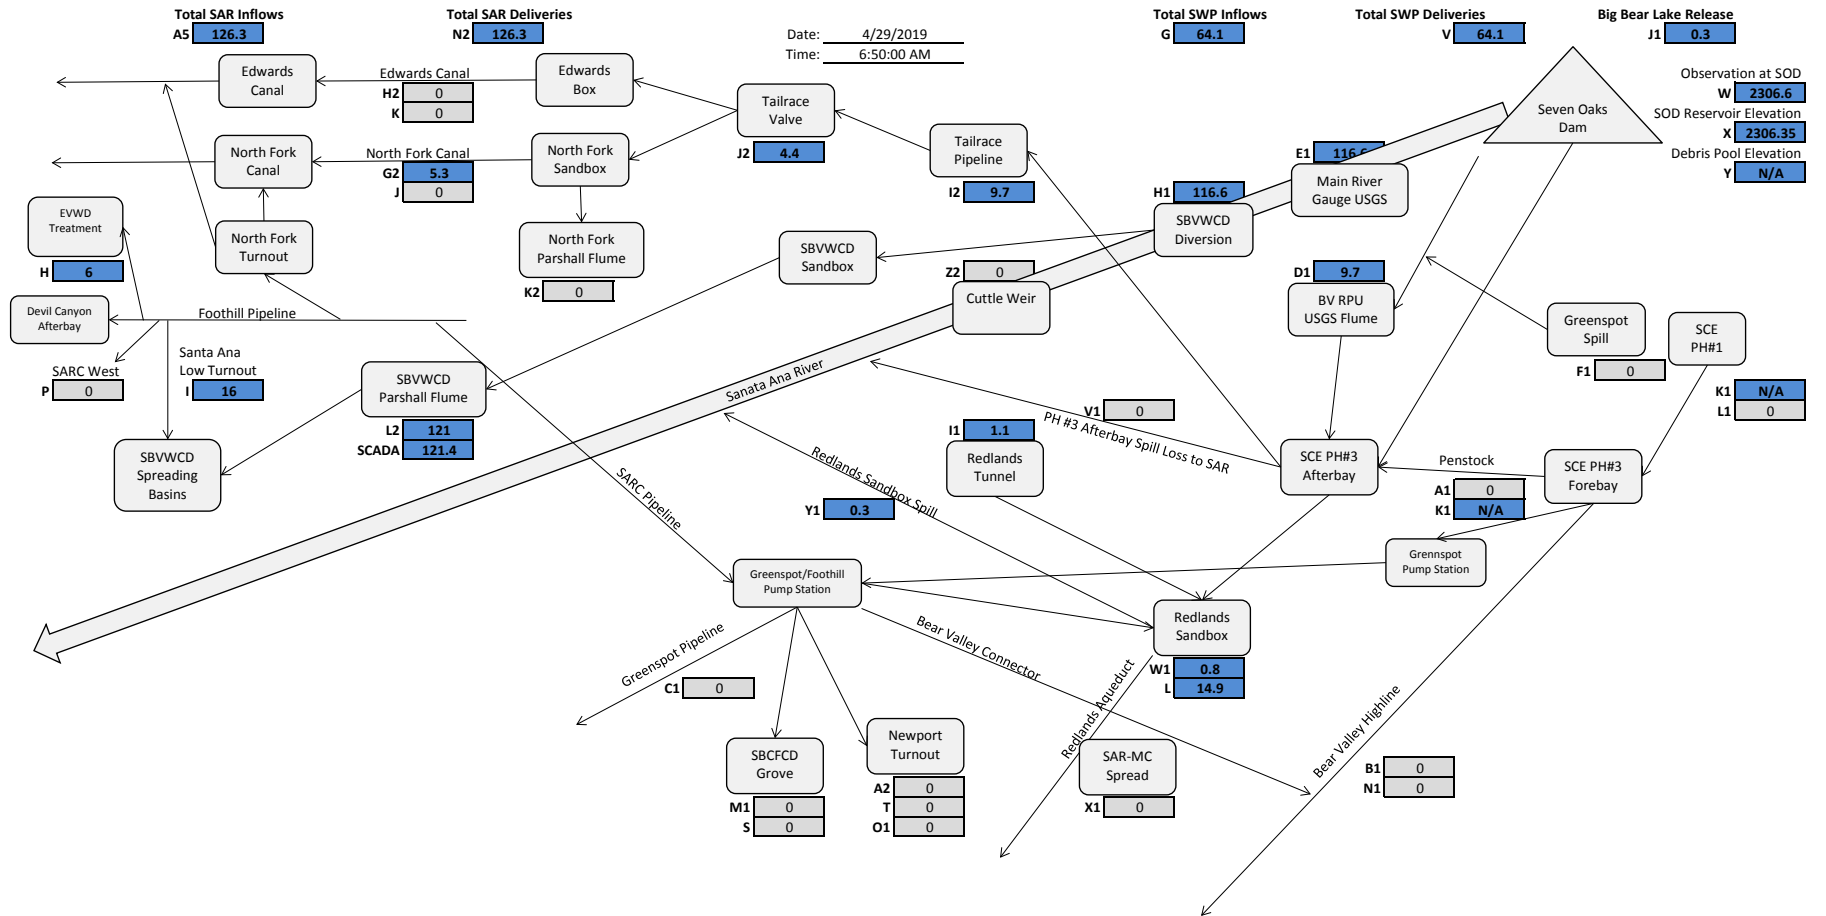 Total SAR Inflows
A5 126.3
Total SAR Deliveries
N2 126.3
Date: 4/29/2019
Time: 6:50:00 AM
Total SWP Inflows
G 64.1
Total SWP Deliveries
V 64.1
Big Bear Lake Release
J1 0.3
Observation at SOD
W 2306.6
SOD Reservoir Elevation
X 2306.35
Debris Pool Elevation
Y N/A
Seven Oaks
Dam
Edwards
Canal
Edwards Canal
H2 0
K 0
Edwards
Box
Tailrace
Valve
J2 4.4
Tailrace
Pipeline
I2 9.7
E1 116.6
Main River
Gauge USGS
H1 116.6
SBVWCD
Diversion
North Fork
Canal
North Fork Canal
G2 5.3
J 0
North Fork
Sandbox
EVWD
Treatment
H 6
North Fork
Turnout
North Fork
Parshall Flume
K2 0
SBVWCD
Sandbox
Z2 0
Cuttle Weir
D1 9.7
BV RPU
USGS Flume
Greenspot
Spill
F1 0
SCE
PH#1
K1 N/A
L1 0
Devil Canyon
Afterbay
Foothill Pipeline
SARC West
P 0
Santa Ana
Low Turnout
I 16
SBVWCD
Parshall Flume
L2 121
SCADA 121.4
Sanata Ana River
V1 0
PH #3 Afterbay Spill Loss to SAR
I1 1.1
Redlands
Tunnel
SCE PH#3
Afterbay
Penstock
A1 0
K1 N/A
SCE PH#3
Forebay
SBVWCD
Spreading
Basins
SARC Pipeline
Redlands Sandbox Spill
Y1 0.3
Grennspot
Pump Station
Greenspot/Foothill
Pump Station
Redlands
Sandbox
W1 0.8
L 14.9
Greenspot Pipeline
C1 0
Bear Valley Connector
Redlands Aqueduct
Bear Valley Highline
SBCFCD
Grove
M1 0
S 0
Newport
Turnout
A2 0
T 0
O1 0
SAR-MC
Spread
X1 0
B1 0
N1 0